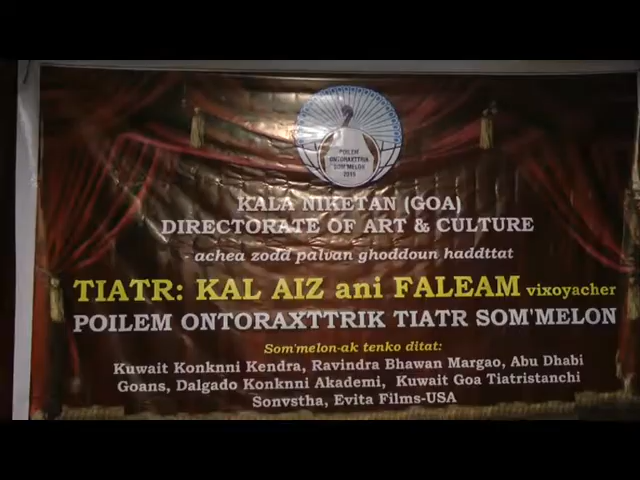 POILEM
ONTORAXTTRIA
SOM'MELON
2015
KALA NIKETAN (GOA)
DIRECTORATE OF ART & CULTURE
- achea zodd palvan ghoddoun haddttat
TIATR: KAL AIZ ani FALEAM vixoyacher
POILEM ONTORAXTTRIK TIATR SOM'MELON
Som'melon-ak tenko ditat:
Kuwait Konknni Kendra, Ravindra Bhawan Margao, Abu Dhabi
Goans, Dalgado Konknni Akademi, Kuwait Goa Tiatristanchi
Sonvstha, Evita Films-USA